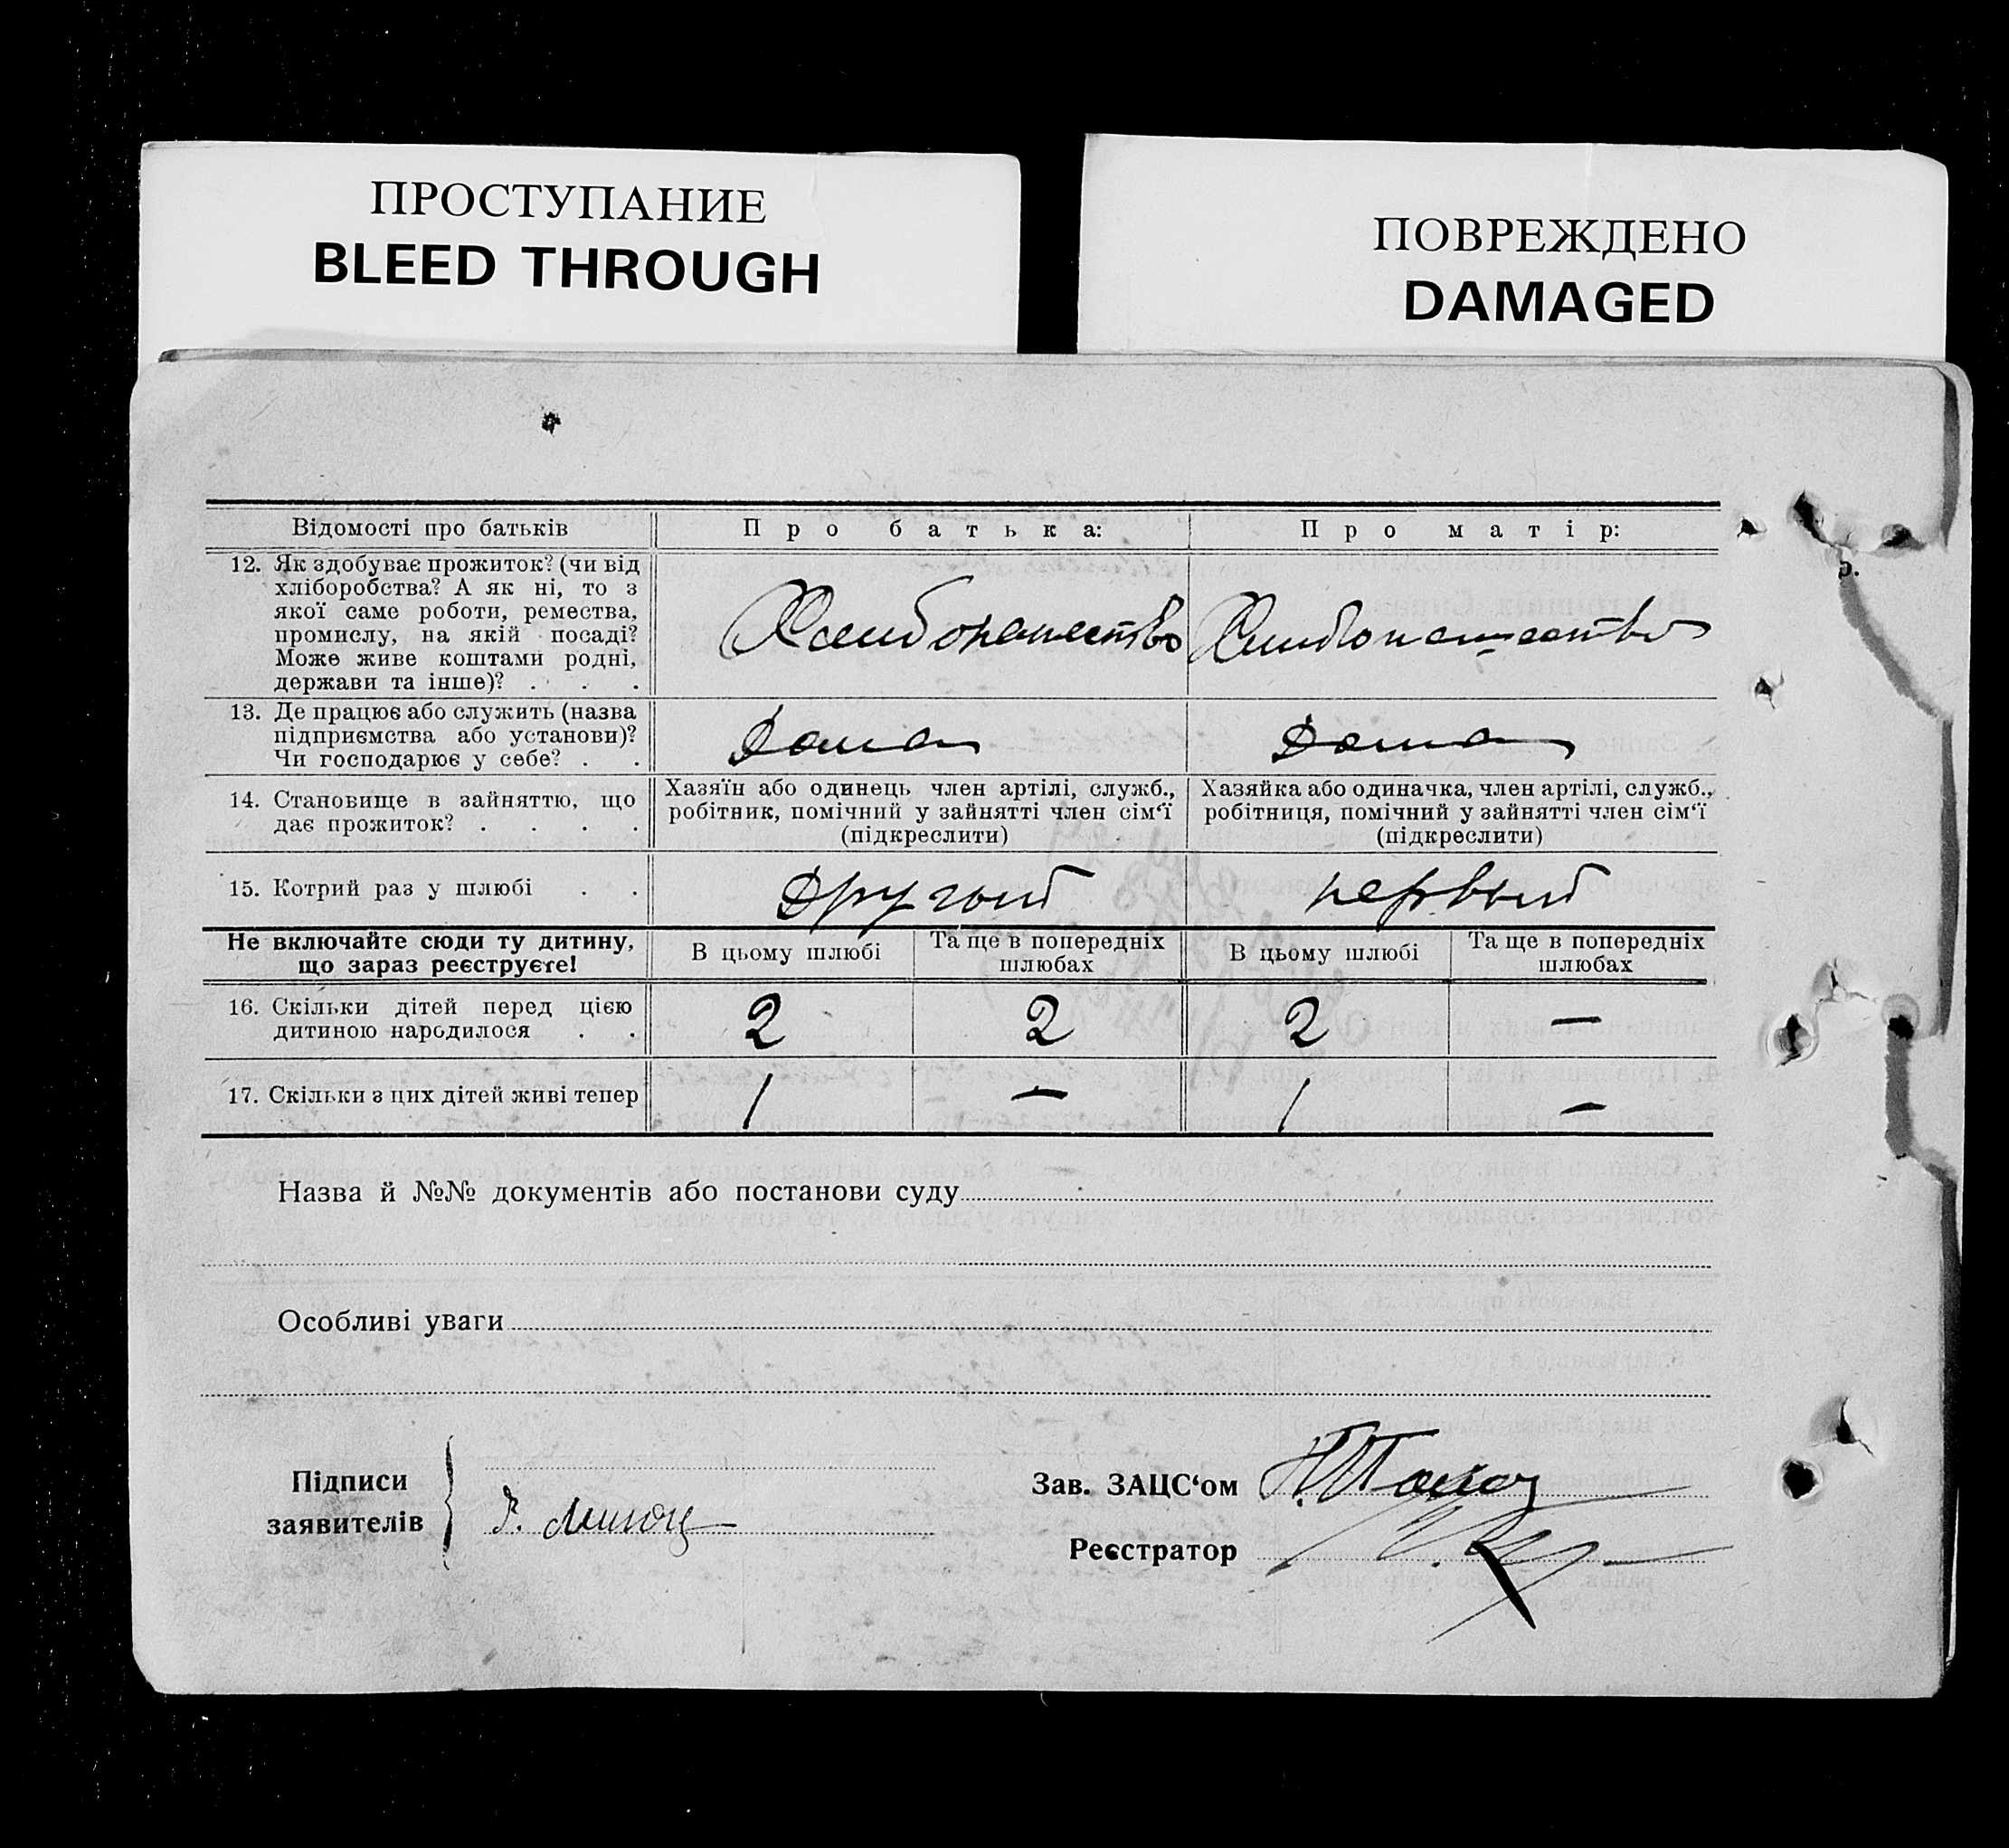 ПРОСТУПАНИЕ
BLEED THROUGH
ПОВРЕЖДЕНО
DAMAGED
Відомості про батьків
Про батька:
Про матір:
12. Як здобуває прожиток? (чи від
хліборобства? А як ні, то з
якої саме роботи, ремества,
промислу, на якій посаді?
Може живе коштами родні,
держави та інше)? . . .
Хлебопашество
Хлебопашество
13. Де працює або служить (назва
підприємства або установи)?
Чи господарює у себе? . .
Дома
Дома
14. Становище в зайняттю, що
дає прожиток? . . . .
Хазяїн або одинець член артілі, служб.,
робітник, помічний у зайнятті член сім‘ї
(підкреслити)
Хазяйка або одиначка, член артілі, служб.,
робітниця, помічний у зайнятті член сім‘ї
(підкреслити)
15. Котрий раз у шлюбі . .
Другый
первый
Не включайте сюди ту дитину,
що зараз реєструєте!
В цьому шлюбі
Та ще в попередніх
шлюбах
В цьому шлюбі
Та ще в попередніх
шлюбах
16. Скільки дітей перед цією
дитиною народилося . .
2
2
2
—
17. Скільки з цих дітей живі тепер
1
—
1
—
Назва й №№ документів або постанови суду
Особливі уваги
Підписи
заявителів
Зав. ЗАЦС‘ом
Реєстратор